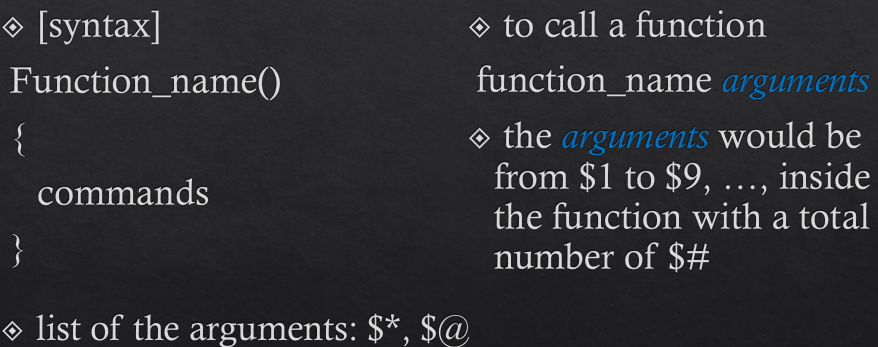 [syntax]
Function_name()
{
commands
}
list of the arguments: $*, $@
to call a function
function_name arguments
the arguments would be
from $1 to $9, …, inside
the function with a total
number of $#